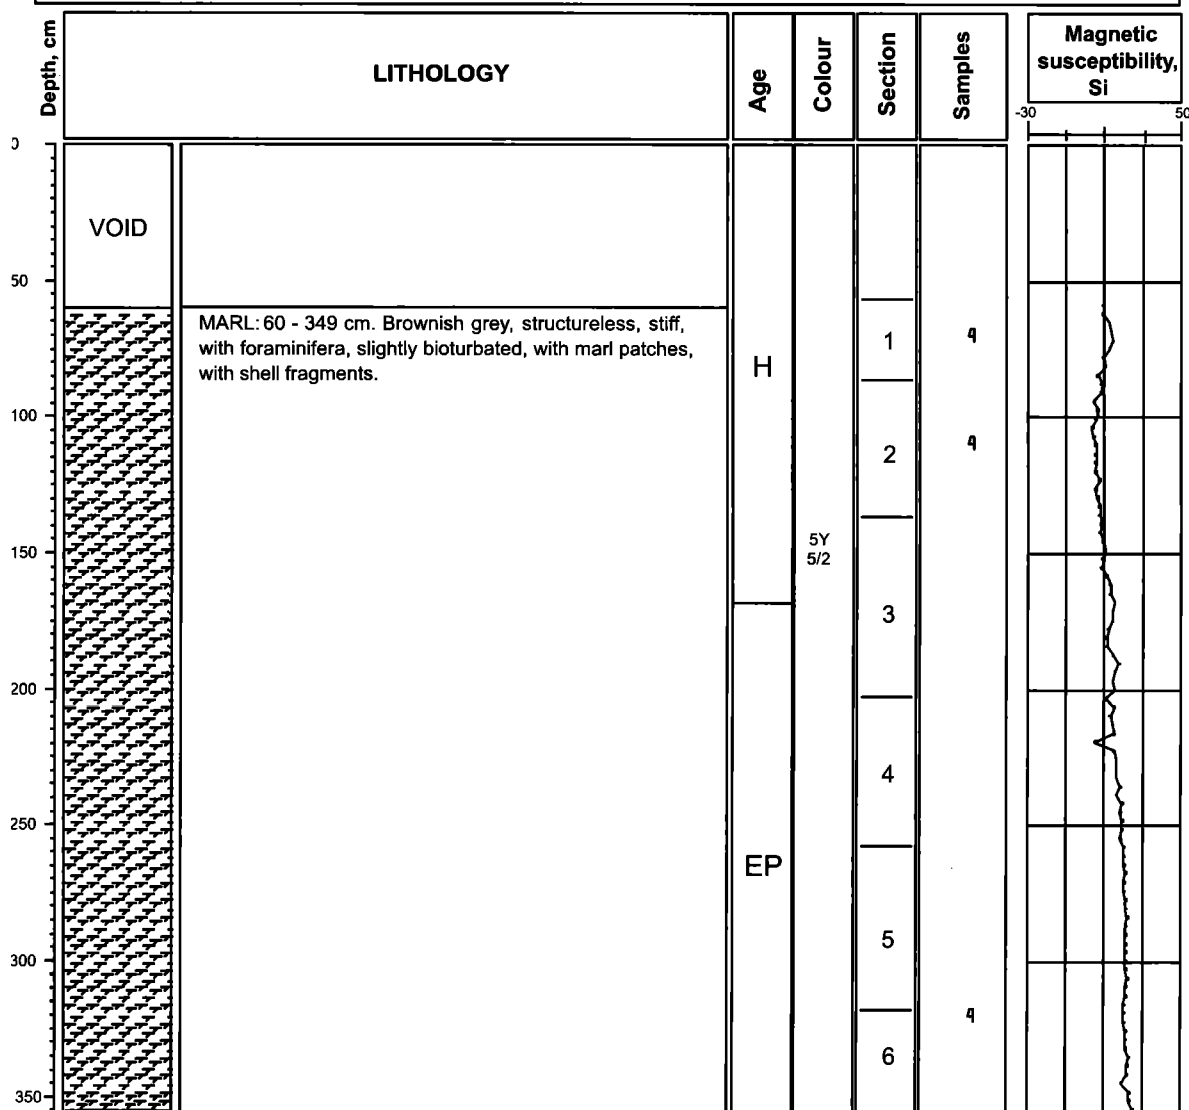 Depth, cm
LITHOLOGY
Age
Colour
Section
Samples
Magnetic
susceptibility,
Si
-30 50
0
VOID
50
MARL: 60 - 349 cm. Brownish grey, structureless, stiff,
with foraminifera, slightly bioturbated, with marl patches,
with shell fragments.
1
H
100
2
150
5Y
5/2
3
200
4
250
EP
5
300
6
350